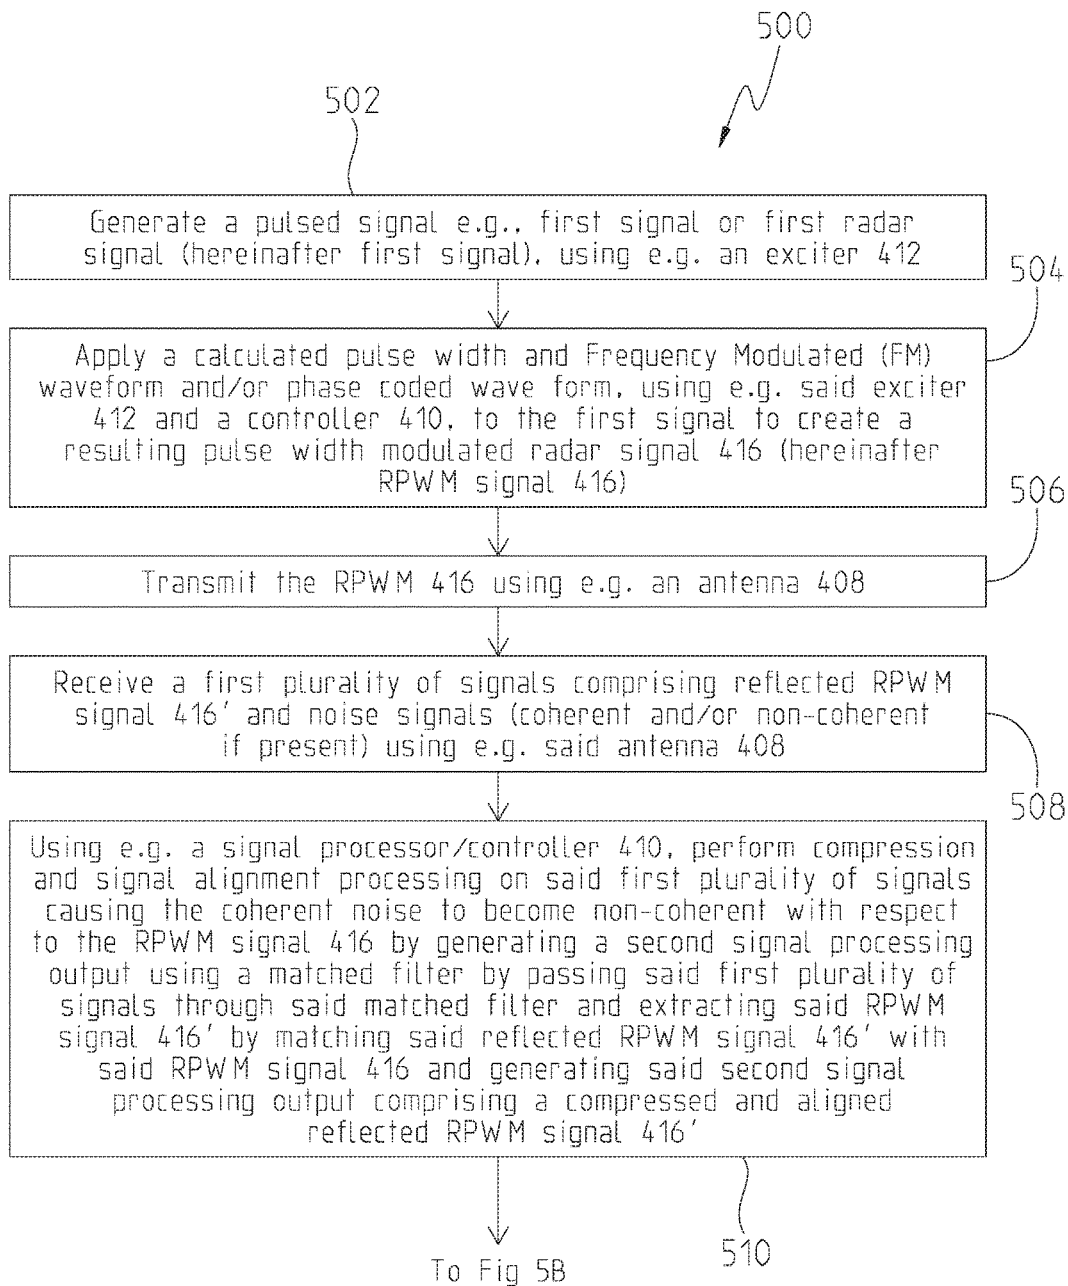 500
502
Generate a pulsed signal e.g., first signal or first radar
signal (hereinafter first signal), using e.g. an exciter 412
504
Apply a calculated pulse width and Frequency Modulated (FM)
waveform and/or phase coded wave form, using e.g. said exciter
412 and a controller 410, to the first signal to create a
resulting pulse width modulated radar signal 416 (hereinafter
RPWM signal 416)
506
Transmit the RPWM 416 using e.g. an antenna 408
Receive a first plurality of signals comprising reflected RPWM
signal 416' and noise signals (coherent and/or non-coherent
if present) using e.g. said antenna 408
508
Using e.g. a signal processor/controller 410, perform compression
and signal alignment processing on said first plurality of signals
causing the coherent noise to become non-coherent with respect
to the RPWM signal 416 by generating a second signal processing
output using a matched filter by passing said first plurality of
signals through said matched filter and extracting said RPWM
signal 416' by matching said reflected RPWM signal 416' with
said RPWM signal 416 and generating said second signal
processing output comprising a compressed and aligned
reflected RPWM signal 416'
510
To Fig 5B